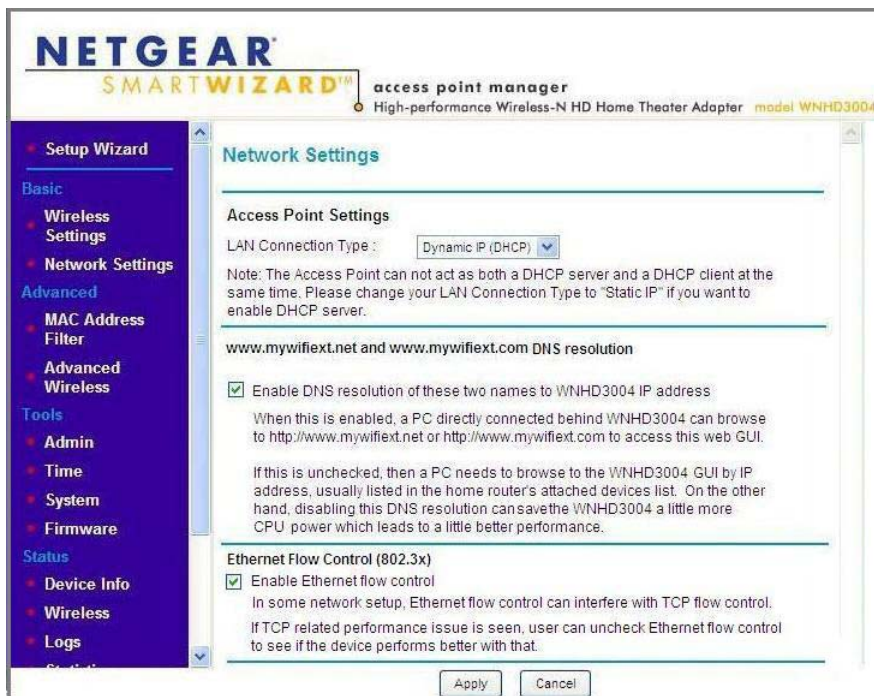 NETGEAR®
SMARTWIZARD™
access point manager
High-performance Wireless-N HD Home Theater Adapter model WNHD3004
Setup Wizard
Basic
Wireless
Settings
Network Settings
Advanced
MAC Address
Filter
Advanced
Wireless
Tools
Admin
Time
System
Firmware
Status
Device Info
Wireless
Logs
Network Settings
Access Point Settings
LAN Connection Type : Dynamic IP (DHCP)
Note: The Access Point can not act as both a DHCP server and a DHCP client at the
same time. Please change your LAN Connection Type to "Static IP" if you want to
enable DHCP server.
www.mywifiext.net and www.mywifiext.com DNS resolution
Enable DNS resolution of these two names to WNHD3004 IP address
When this is enabled, a PC directly connected behind WNHD3004 can browse
to http://www.mywifiext.net or http://www.mywifiext.com to access this web GUI.
If this is unchecked, then a PC needs to browse to the WNHD3004 GUI by IP
address, usually listed in the home router's attached devices list. On the other
hand, disabling this DNS resolution can save the WNHD3004 a little more
CPU power which leads to a little better performance.
Ethernet Flow Control (802.3x)
Enable Ethernet flow control
In some network setup, Ethernet flow control can interfere with TCP flow control.
If TCP related performance issue is seen, user can uncheck Ethernet flow control
to see if the device performs better with that.
Apply Cancel